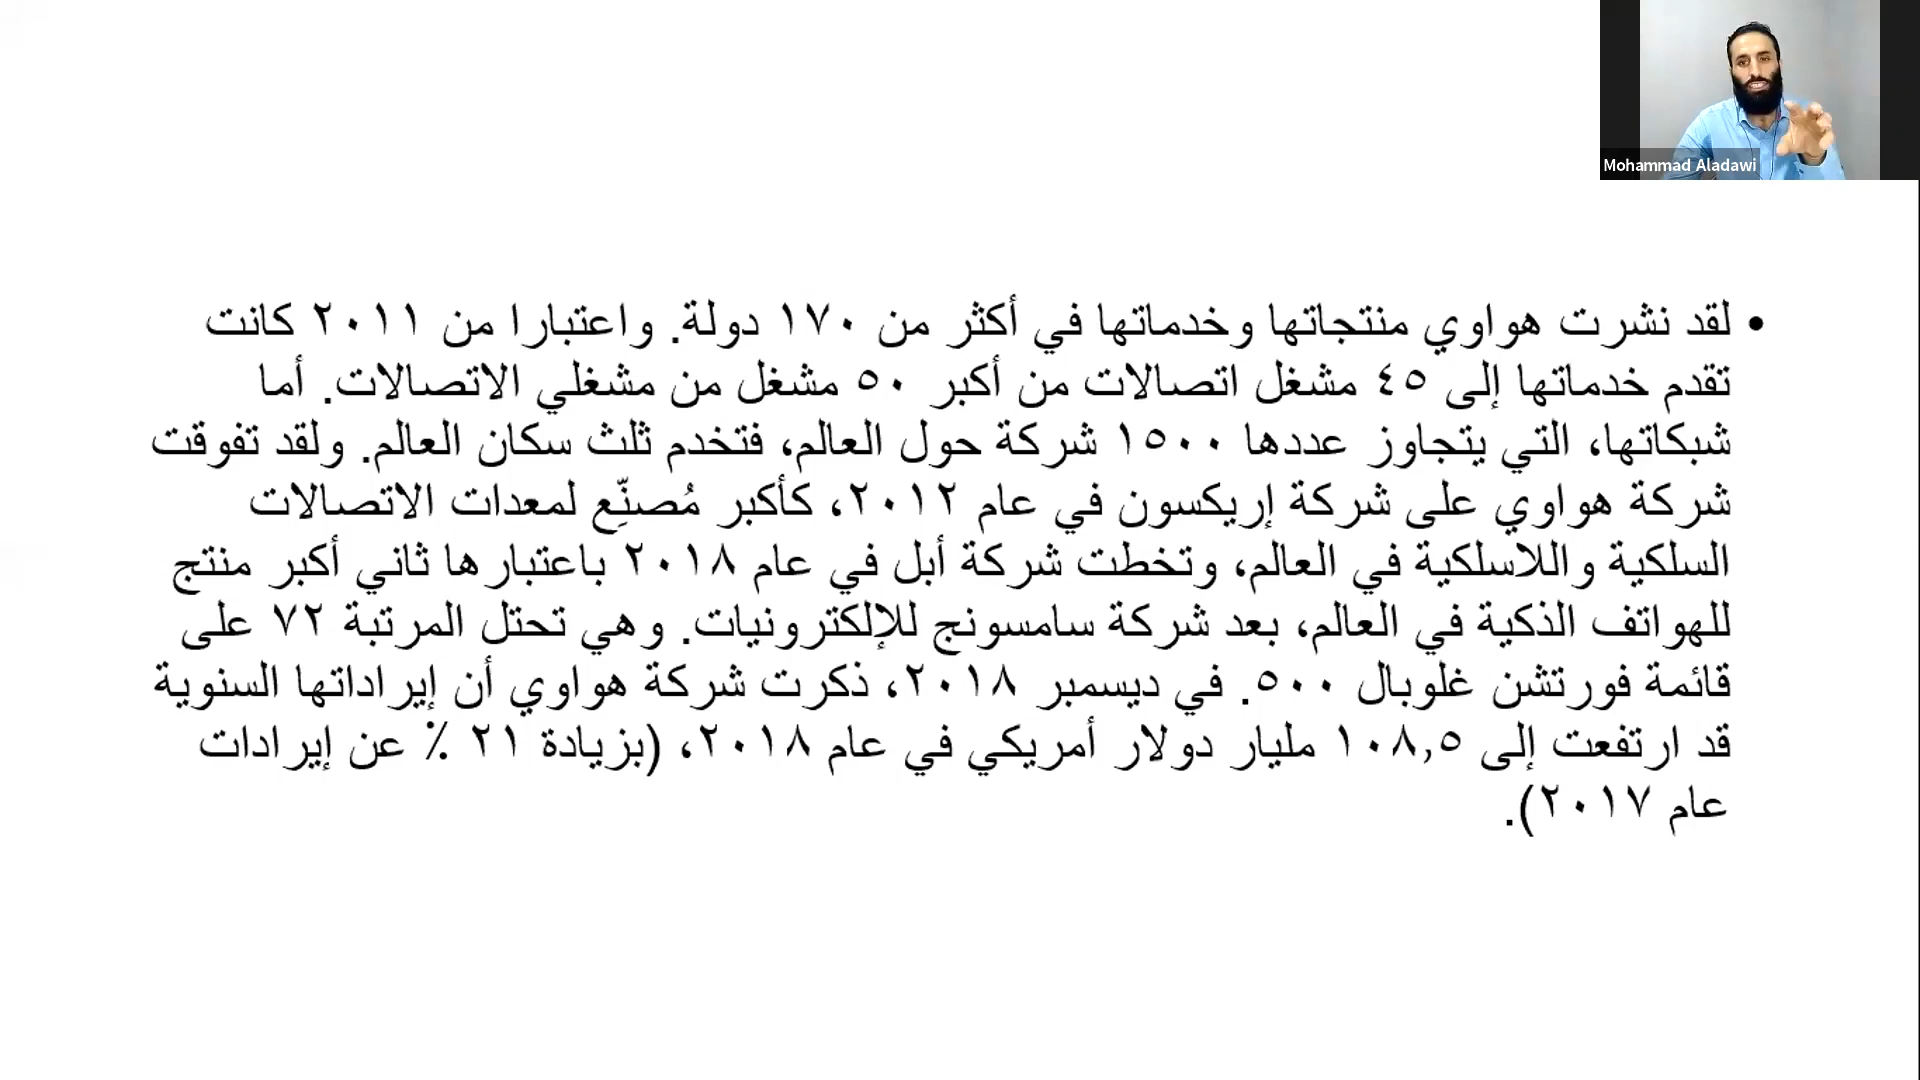 Mohammad Aladawi
• لقد نشرت هواوي منتجاتها وخدماتها في أكثر من ١٧٠ دولة. واعتبارا من ٢٠١١ كانت
تقدم خدماتها إلى ٤٥ مشغل اتصالات من أكبر ٥٠ مشغل من مشغلي الاتصالات. أما
شبكاتها، التي يتجاوز عددها ١٥٠٠ شركة حول العالم، فتخدم ثلث سكان العالم. ولقد تفوقت
شركة هواوي على شركة إريكسون في عام ٢٠١٢، كأكبر مُصنِّع لمعدات الاتصالات
السلكية واللاسلكية في العالم، وتخطت شركة أبل في عام ٢٠١٨ باعتبارها ثاني أكبر منتج
للهواتف الذكية في العالم، بعد شركة سامسونج للإلكترونيات. وهي تحتل المرتبة ٧٢ على
قائمة فورتشن غلوبال ٥٠٠. في ديسمبر ٢٠١٨، ذكرت شركة هواوي أن إيراداتها السنوية
قد ارتفعت إلى ١٠٨,٥ مليار دولار أمريكي في عام ٢٠١٨، (بزيادة ٢١ ٪ عن إيرادات
عام ٢٠١٧).